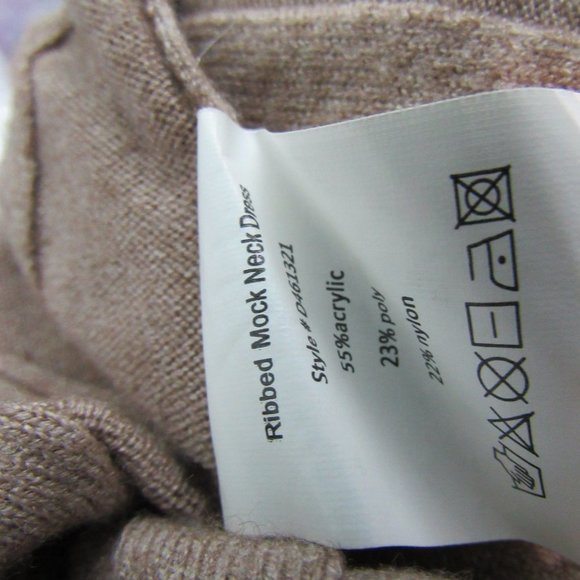 Ribbed Mock Neck Dress
Style # D461321
55%acrylic
23% poly
22% nylon